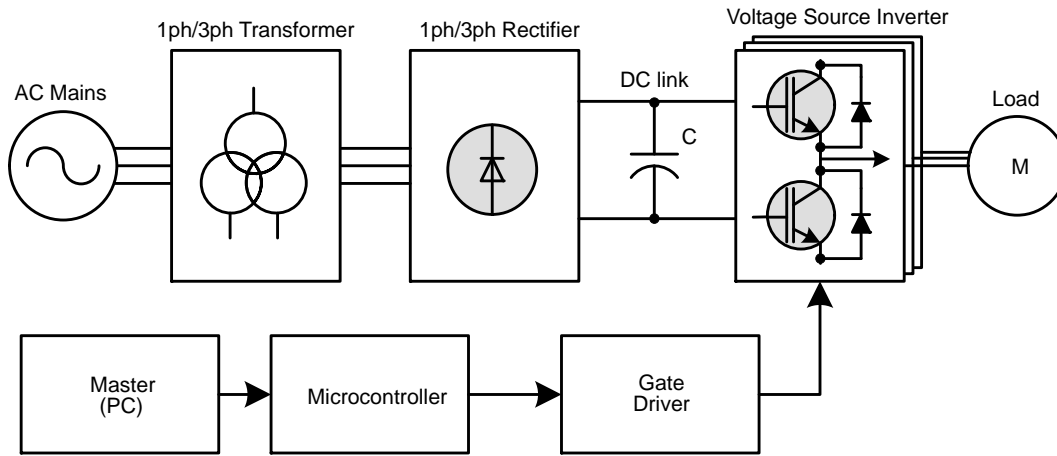 Voltage Source Inverter
1ph/3ph Transformer
1ph/3ph Rectifier
AC Mains
DC link
Load
C
M
Master
(PC)
Microcontroller
Gate
Driver